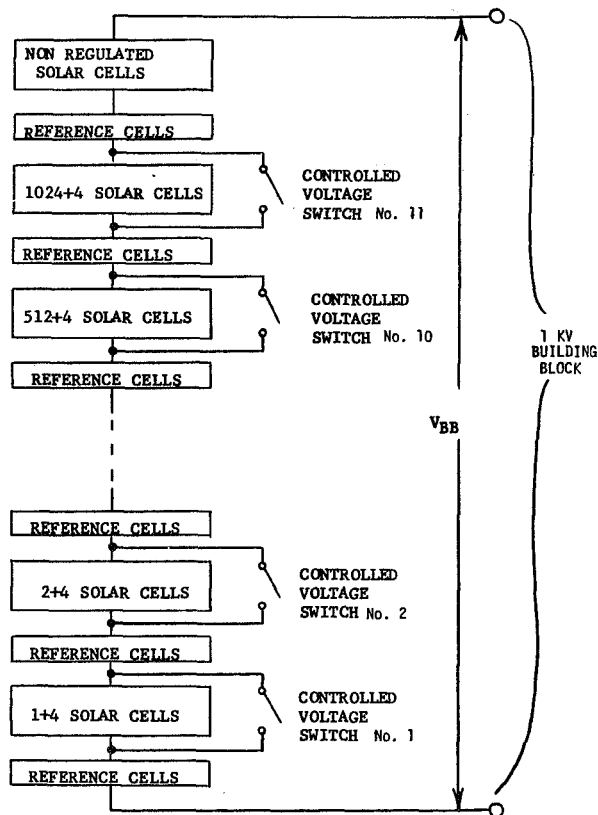 NON REGULATED
SOLAR CELLS
REFERENCE CELLS
1024+4 SOLAR CELLS
CONTROLLED
VOLTAGE
SWITCH No. 11
REFERENCE CELLS
512+4 SOLAR CELLS
CONTROLLED
VOLTAGE
SWITCH No. 10
REFERENCE CELLS
1 KV
BUILDING
BLOCK
VBB
REFERENCE CELLS
2+4 SOLAR CELLS
CONTROLLED
VOLTAGE
SWITCH No. 2
REFERENCE CELLS
1+4 SOLAR CELLS
CONTROLLED
VOLTAGE
SWITCH No. 1
REFERENCE CELLS